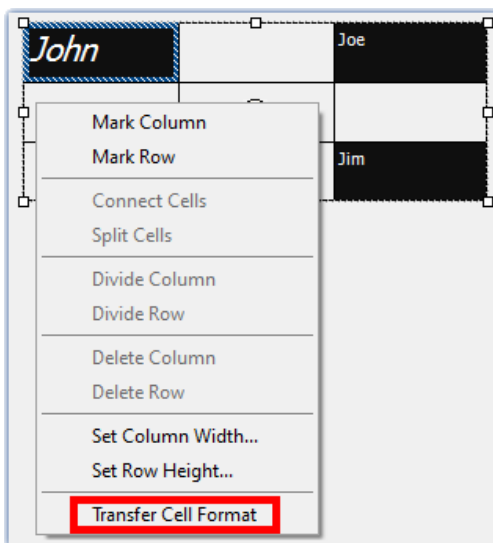 John
Joe
Mark Column
Mark Row
Jim
Connect Cells
Split Cells
Divide Column
Divide Row
Delete Column
Delete Row
Set Column Width...
Set Row Height...
Transfer Cell Format